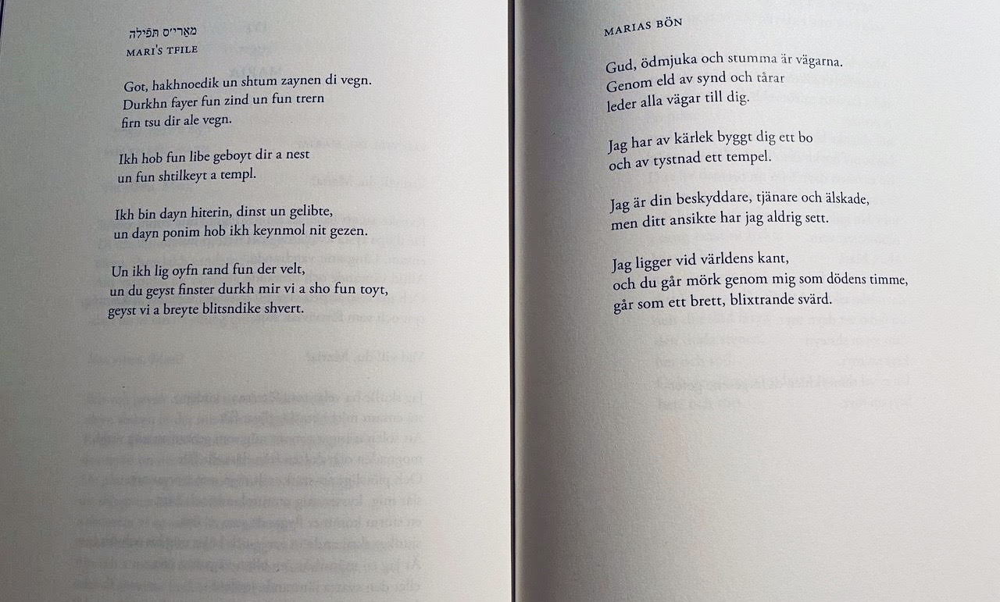 מאַרי׳ס תּפֿילה
MARI'S TFILE
Got, hakhnoedik un shtum zaynen di vegn.
Durkhn fayer fun zind un fun trern
firn tsu dir ale vegn.
Ikh hob fun libe geboyt dir a nest
un fun shtilkeyt a templ.
Ikh bin dayn hiterin, dinst un gelibte,
un dayn ponim hob ikh keynmol nit gezen.
Un ikh lig oyfn rand fun der velt,
un du geyst finster durkh mir vi a sho fun toyt,
geyst vi a breyte blitsndike shvert.
MARIAS BÖN
Gud, ödmjuka och stumma är vägarna.
Genom eld av synd och tårar
leder alla vägar till dig.
Jag har av kärlek byggt dig ett bo
och av tystnad ett tempel.
Jag är din beskyddare, tjänare och älskade,
men ditt ansikte har jag aldrig sett.
Jag ligger vid världens kant,
och du går mörk genom mig som dödens timme,
går som ett brett, blixtrande svärd.